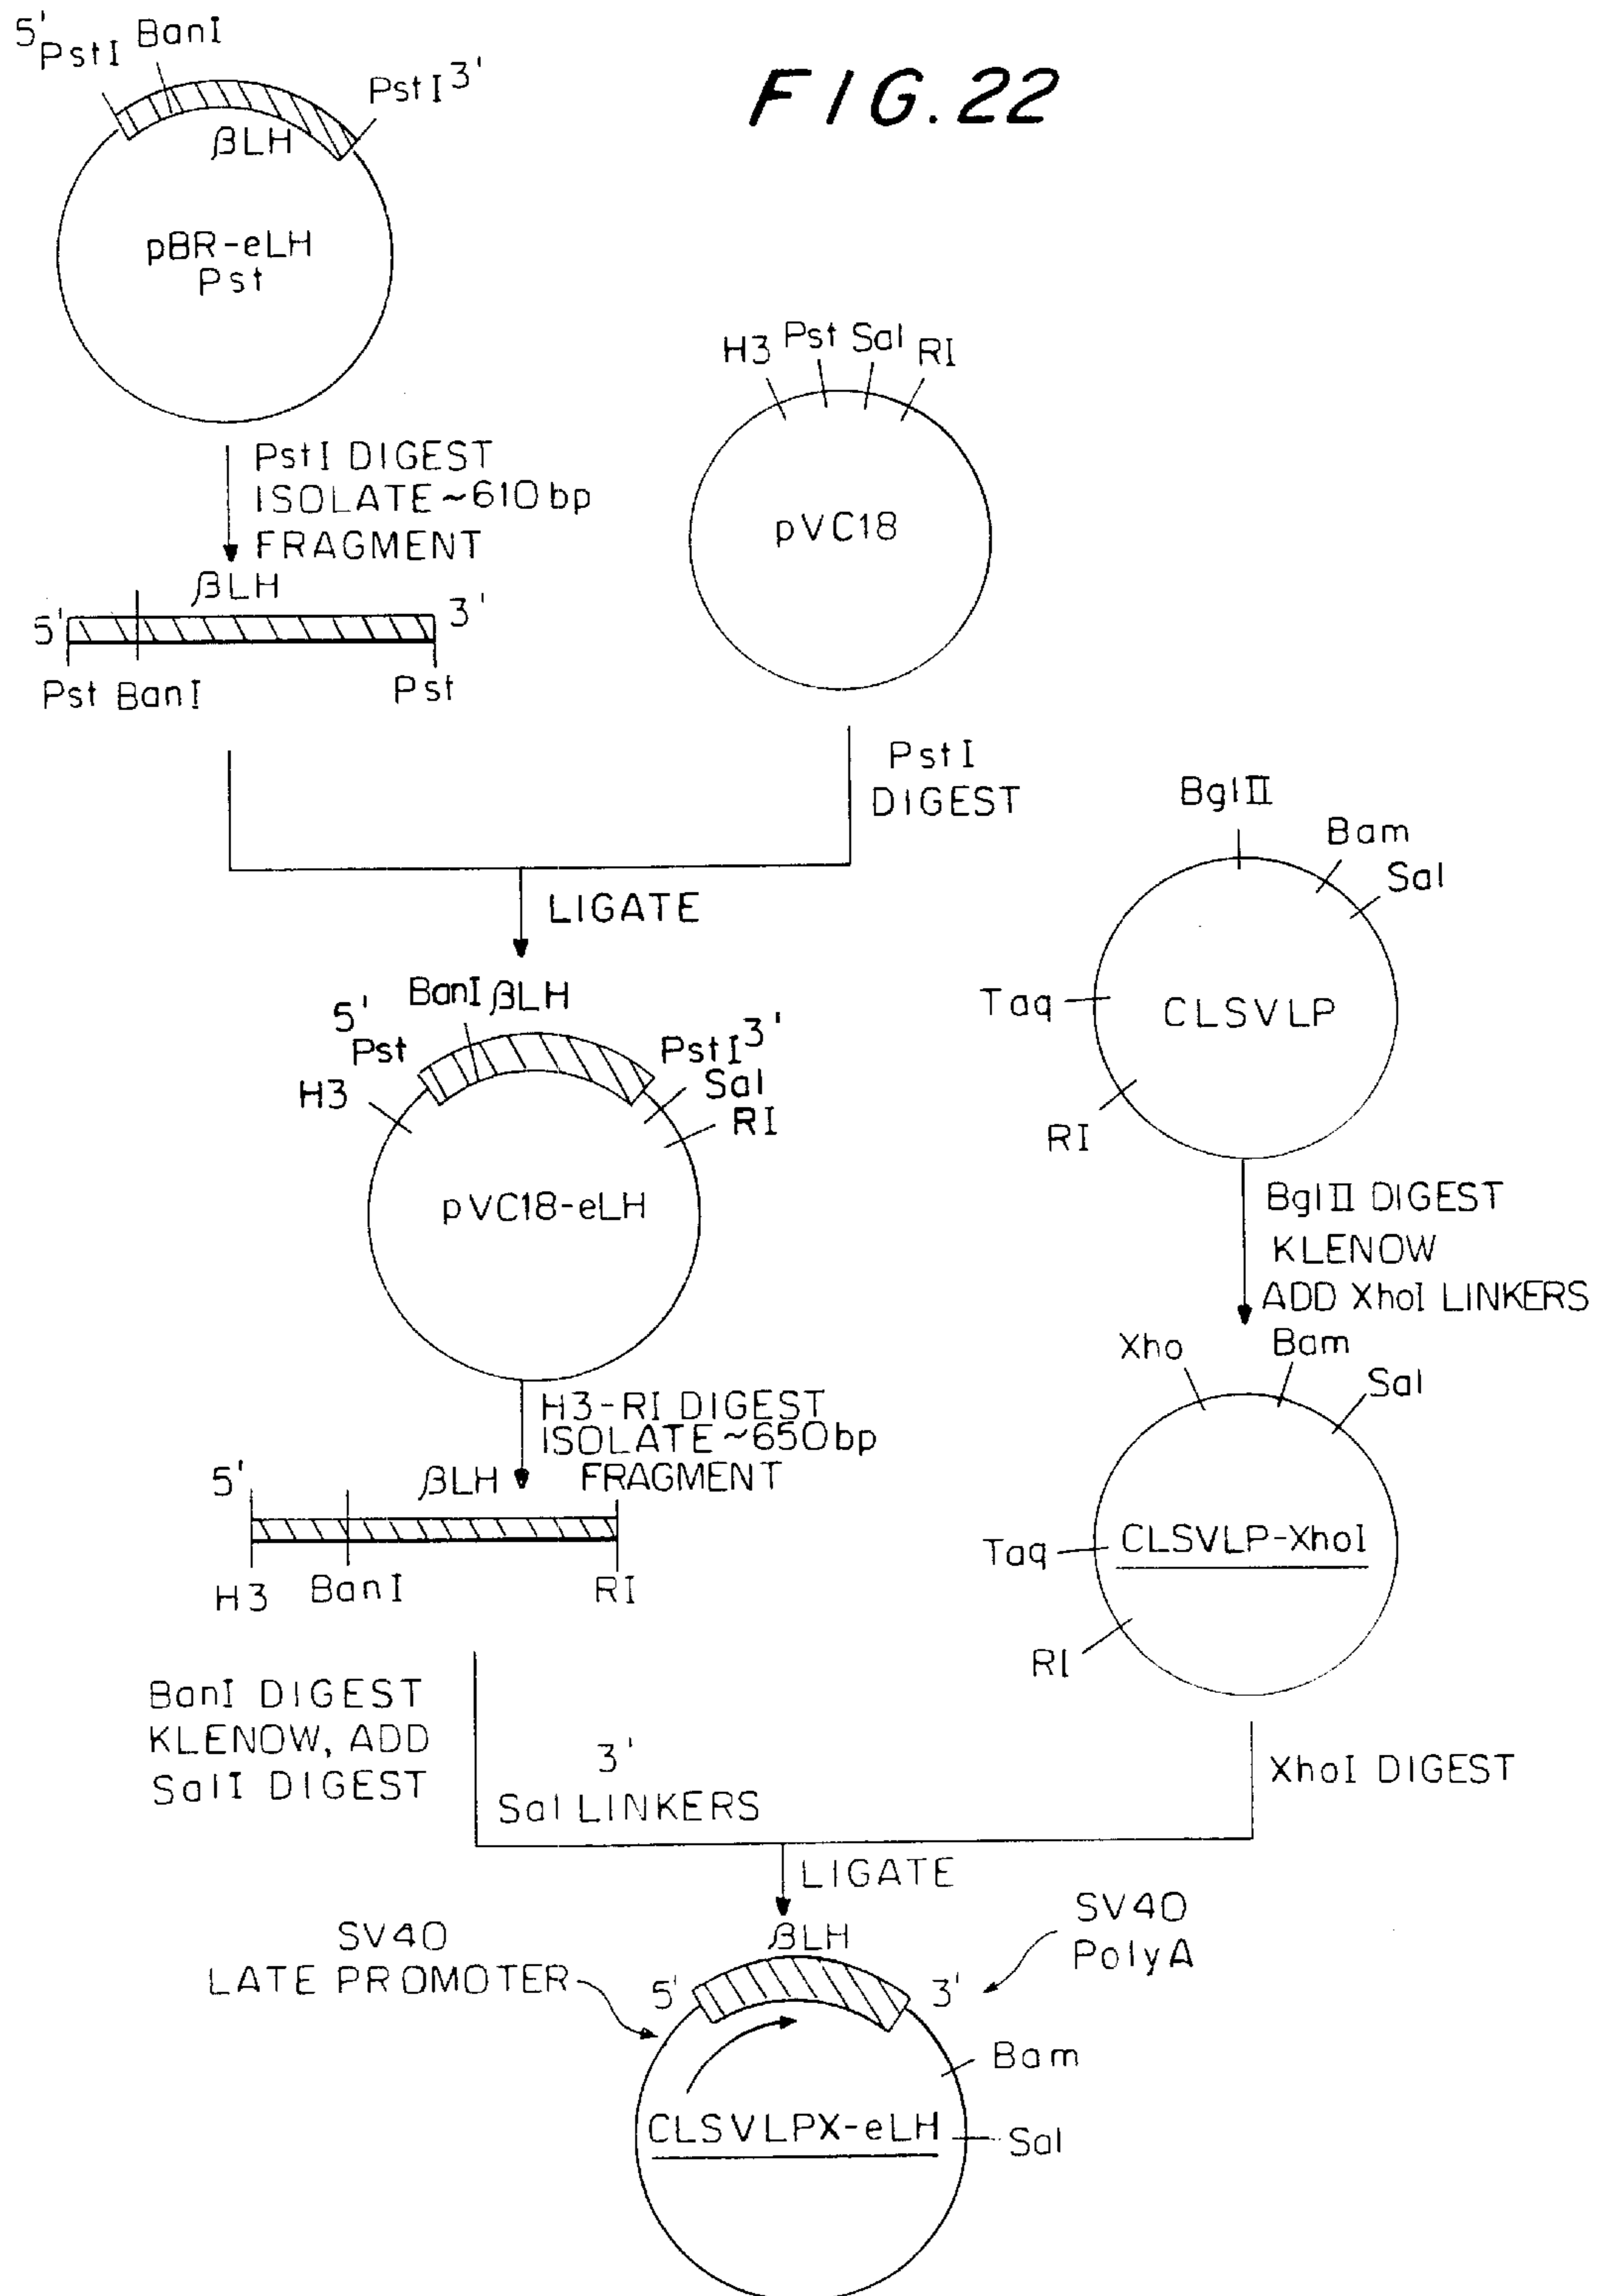 FIG.22
5'
PstI BanI
PstI 3'
βLH
pBR-eLH
Pst
PstI DIGEST
ISOLATE ~610bp
FRAGMENT
βLH
5' 3'
Pst BanI Pst
H3 Pst Sal RI
pVC18
PstI
DIGEST
LIGATE
BanI βLH
5'
Pst
PstI 3'
Sal
H3
RI
pVC18-eLH
H3-RI DIGEST
ISOLATE ~650bp
FRAGMENT
5' βLH
H3 BanI RI
BglII
Bam
Sal
Taq
CLSVLP
RI
BglII DIGEST
KLENOW
ADD XhoI LINKERS
Xho Bam
Sal
Taq
CLSVLP-XhoI
RI
BanI DIGEST
KLENOW, ADD
SalI DIGEST
3'
Sal LINKERS
XhoI DIGEST
LIGATE
SV40
LATE PROMOTER
βLH
SV40
PolyA
5' 3'
Bam
CLSVLPX-eLH
Sal